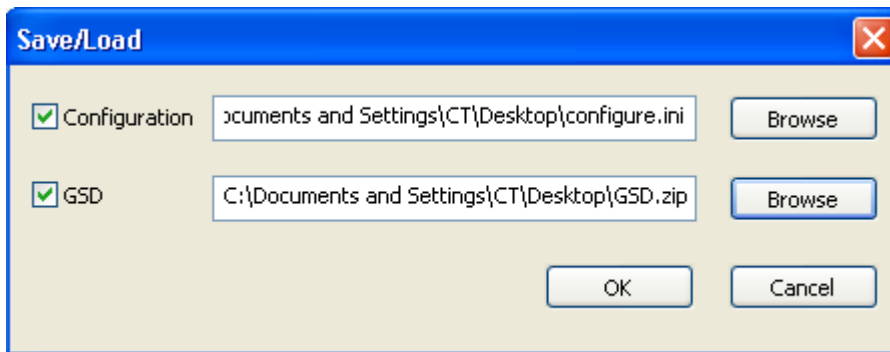 Save/Load
Configuration ocuments and Settings\CT\Desktop\configure.ini Browse
GSD C:\Documents and Settings\CT\Desktop\GSD.zip Browse
OK Cancel